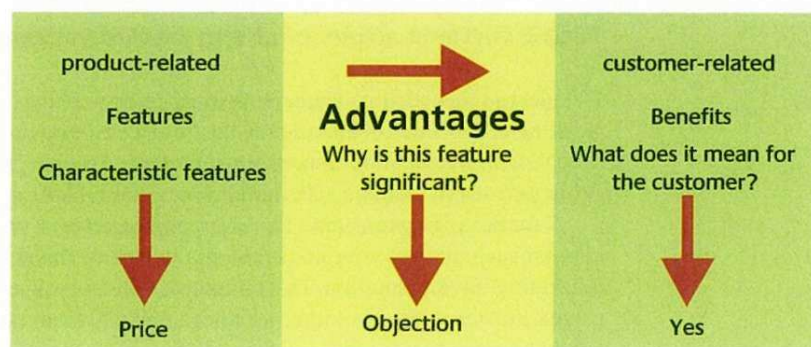 product-related
Features
Characteristic features
Price
Advantages
Why is this feature
significant?
Objection
customer-related
Benefits
What does it mean for
the customer?
Yes